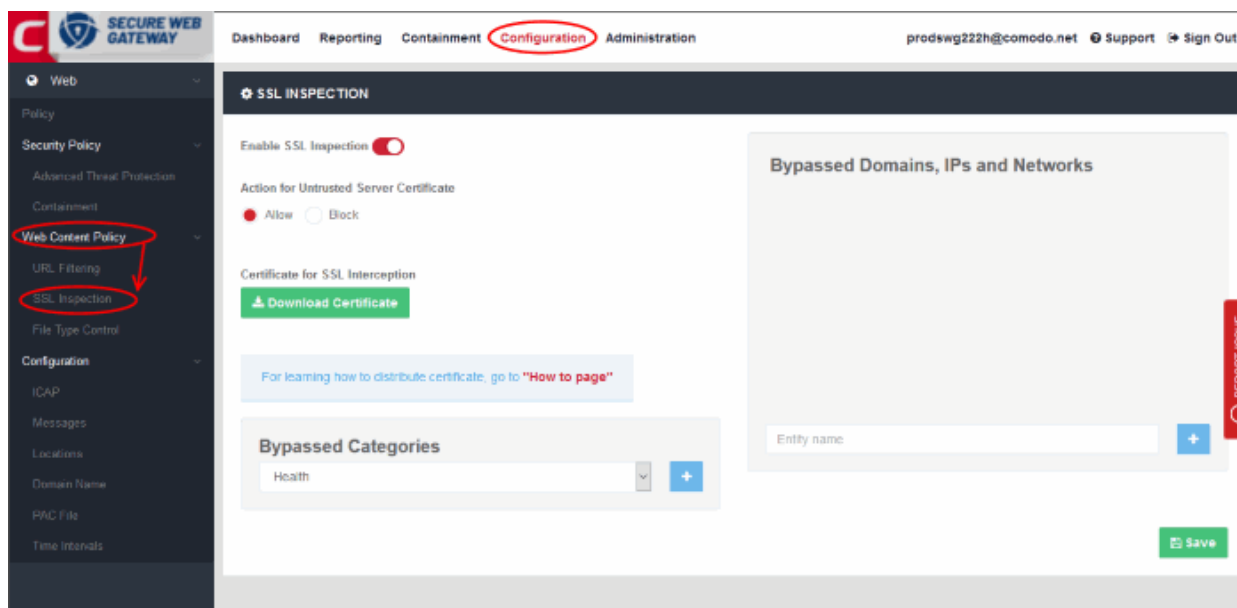 C SECURE WEB GATEWAY
Dashboard Reporting Containment Configuration Administration prodswg222h@comodo.net Support Sign Out
Web
Policy
Security Policy
Advanced Threat Protection
Containment
Web Content Policy
URL Filtering
SSL Inspection
File Type Control
Configuration
ICAP
Messages
Locations
Domain Name
PAC File
Time Intervals
SSL INSPECTION
Enable SSL Inspection
Action for Untrusted Server Certificate
Allow Block
Certificate for SSL Interception
Download Certificate
For learning how to distribute certificate, go to "How to page"
Bypassed Categories
Health
+
Bypassed Domains, IPs and Networks
Entity name
+
Save